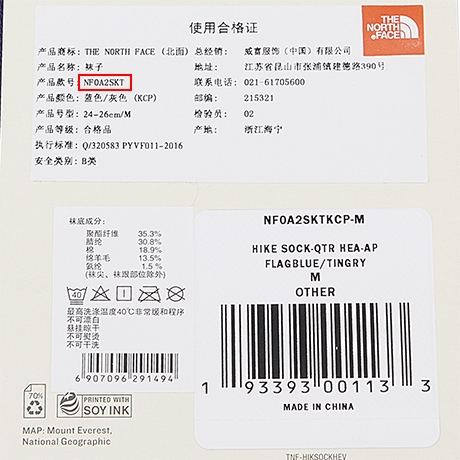 使用合格证
THE
NORTH
FACE
产品商标: THE NORTH FACE (北面) 总经销: 威富服饰 (中国) 有限公司
产品名称: 袜子 地址: 江苏省昆山市张浦镇建德路390号
产品款号: NF0A2SKT 联系电话: 021-61705600
产品颜色: 蓝色/灰色 (KCP) 邮编: 215321
产品号型: 24-26cm/M 检验员: 02
产品等级: 合格品 产地: 浙江海宁
执行标准: Q/320583 PYVF011-2016
安全类别: B类
袜底成分:
聚酯纤维 35.3%
腈纶 30.8%
棉 18.9%
绵羊毛 13.5%
氨纶 1.5 %
(袜尖、袜跟部位除外)
40
最高洗涤温度40℃非常缓和程序
不可漂白
悬挂晾干
不可熨烫
不可干洗
6 907096 291494
NF0A2SKTKCP-M
HIKE SOCK-QTR HEA-AP
FLAGBLUE/TINGRY
M
OTHER
1 93393 00113 3
MADE IN CHINA
70%
PRINTED WITH
SOY INK
MAP: Mount Everest,
National Geographic
TNF-HIKSOCKHEV